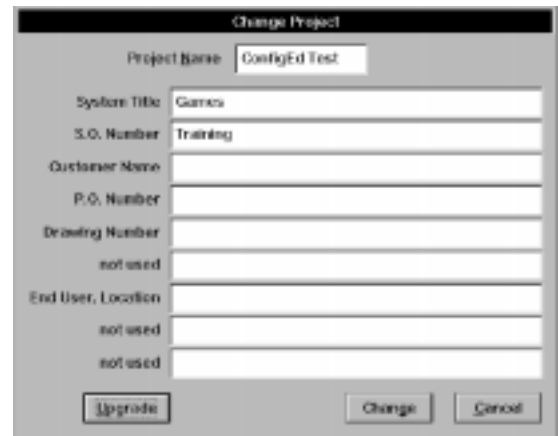 Change Project
Project Name ConfigEd Test
System Title Games
S.O. Number Training
Customer Name
P.O. Number
Drawing Number
not used
End User, Location
not used
not used
Upgrade Change Cancel